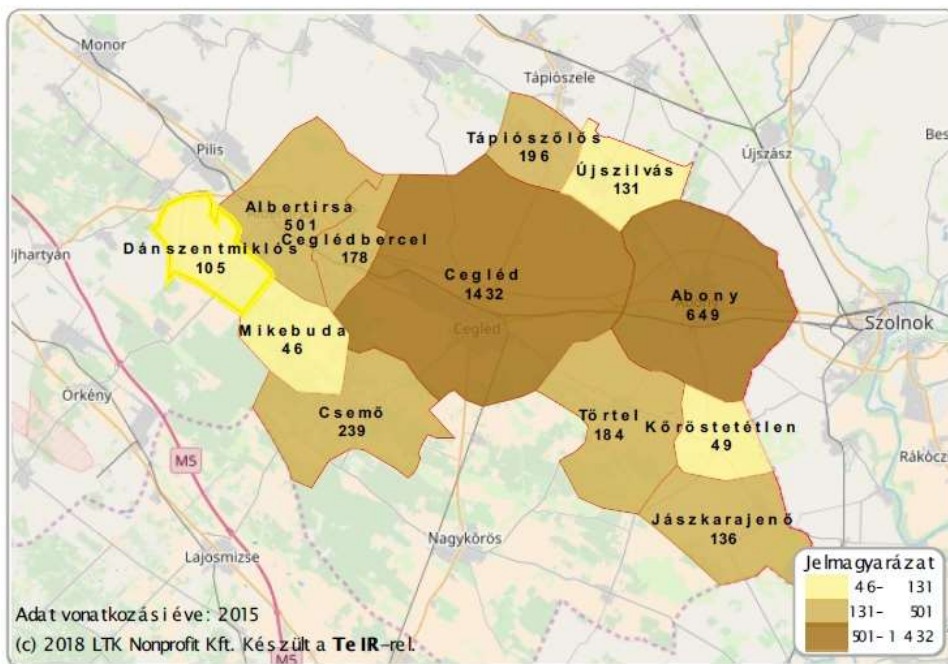 Monor
Tápiószele
Pilis
Tápiószőlős
196
Újszász
Újszilvás
131
Albertirsa
501
Ceglédbercel
178
Dánszentmiklós
105
Cegléd
1432
Abony
649
Szolnok
Mikebuda
46
Cegléd
Örkény
Csemő
239
Törtel
184
Kőröstetétlen
49
M5
Jászkarajenő
136
Nagykőrös
Lajosmizse
Jelmagyarázat
46– 131
131– 501
501– 1 432
Adat vonatkozási éve: 2015
(c) 2018 LTK Nonprofit Kft. Készült a TeIR–rel.
M5